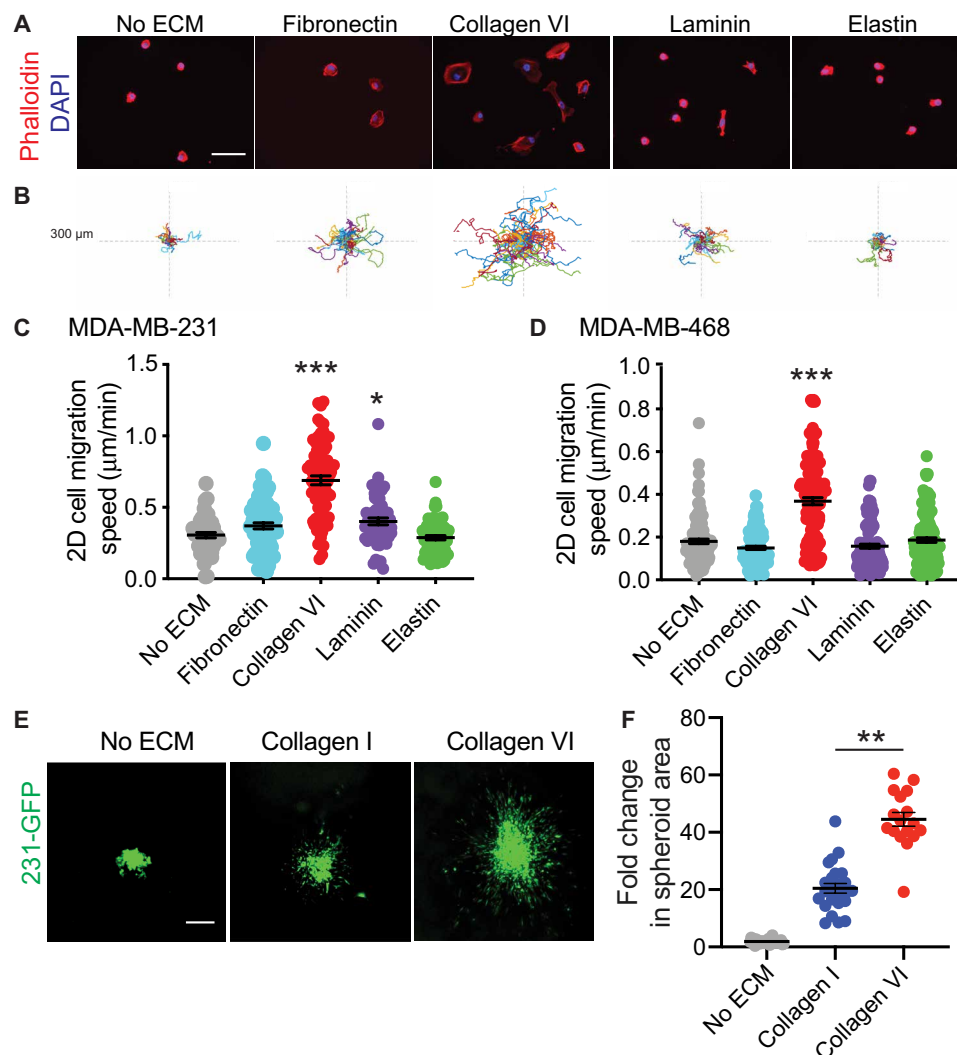 A
No ECM
Fibronectin
Collagen VI
Laminin
Elastin
Phalloidin
DAPI
B
300 μm
C
MDA-MB-231
2D cell migration
speed (μm/min)
1.5
1.0
0.5
0.0
***
*
No ECM
Fibronectin
Collagen VI
Laminin
Elastin
D
MDA-MB-468
2D cell migration
speed (μm/min)
1.0
0.8
0.6
0.4
0.2
0.0
***
No ECM
Fibronectin
Collagen VI
Laminin
Elastin
E
No ECM
Collagen I
Collagen VI
231-GFP
F
Fold change
in spheroid area
80
60
40
20
0
**
No ECM
Collagen I
Collagen VI